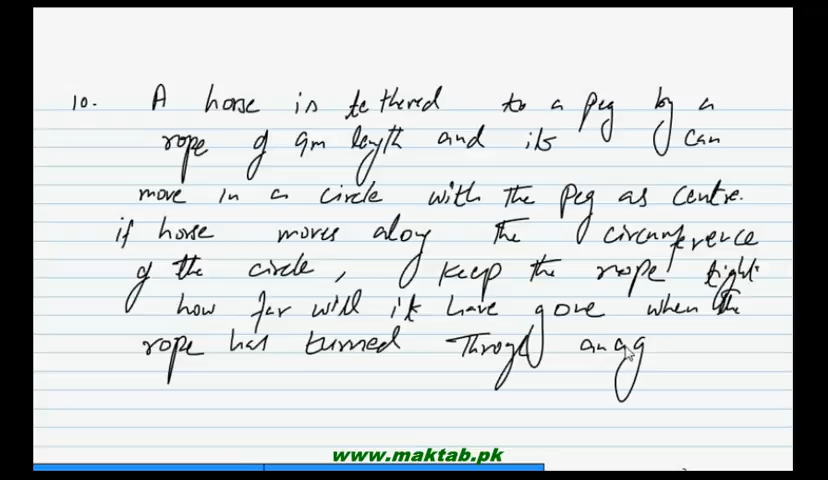 10. A horse is tethered to a peg by a
rope of 9m length and its can
move in a circle with the peg as centre.
if horse moves along the circumference
of the circle, keep the rope tight.
how far will it have gone when the
rope has turned Through an
www.maktab.pk